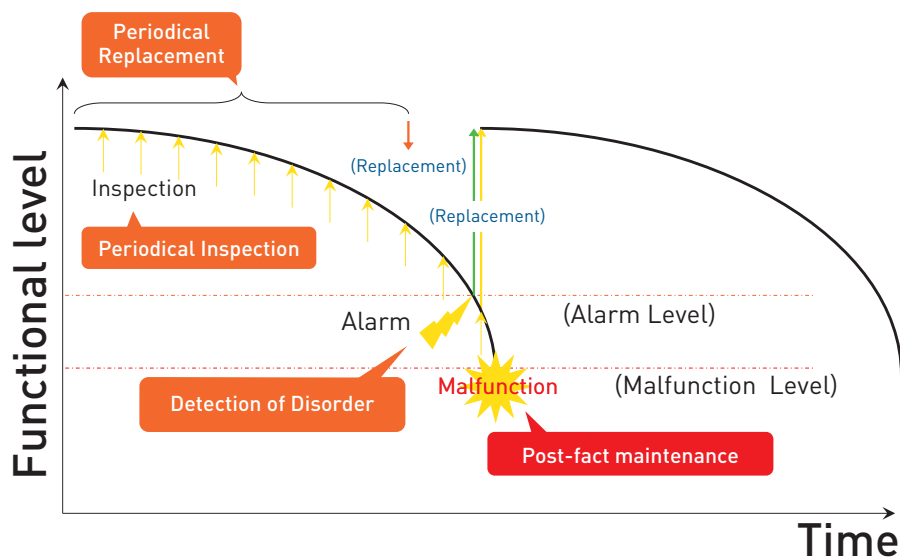 Periodical
Replacement
Functional level
(Replacement)
Inspection
(Replacement)
Periodical Inspection
Alarm
(Alarm Level)
Malfunction
(Malfunction Level)
Detection of Disorder
Post-fact maintenance
Time